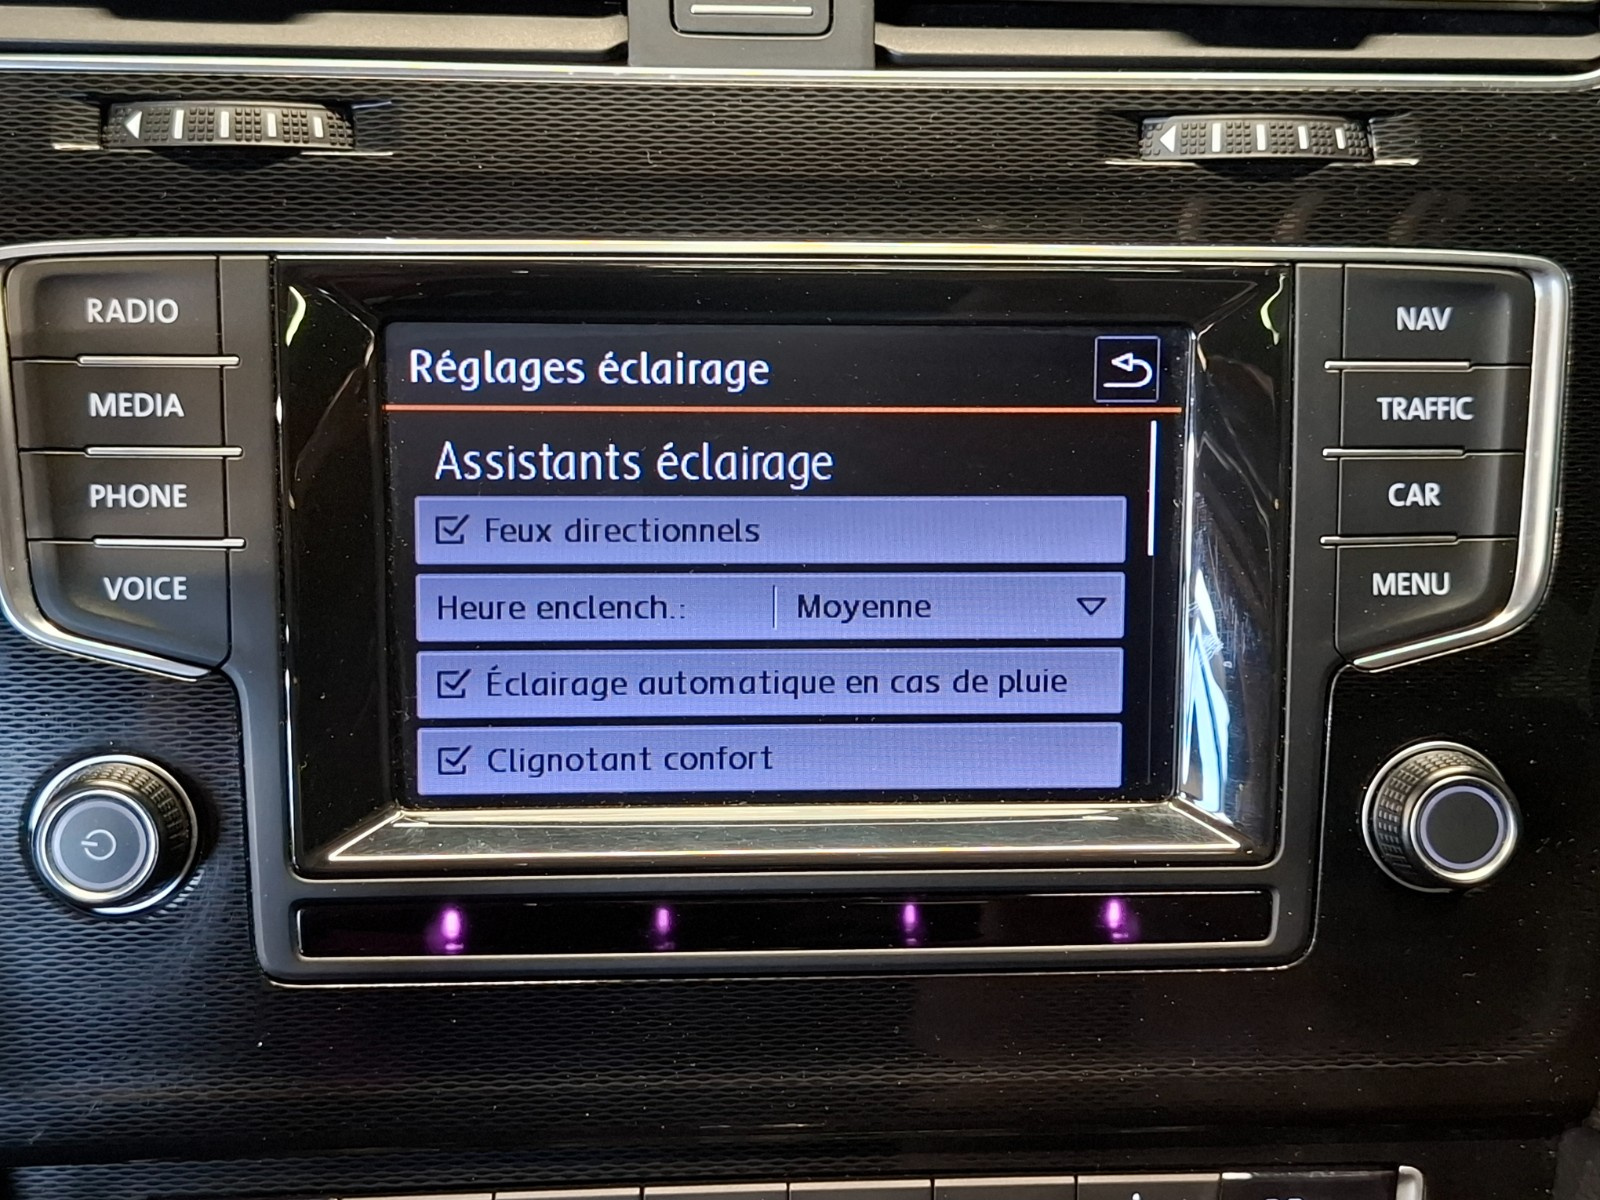 RADIO
MEDIA
PHONE
VOICE
Réglages éclairage
Assistants éclairage
Feux directionnels
Heure enclench.: Moyenne
Éclairage automatique en cas de pluie
Clignotant confort
NAV
TRAFFIC
CAR
MENU